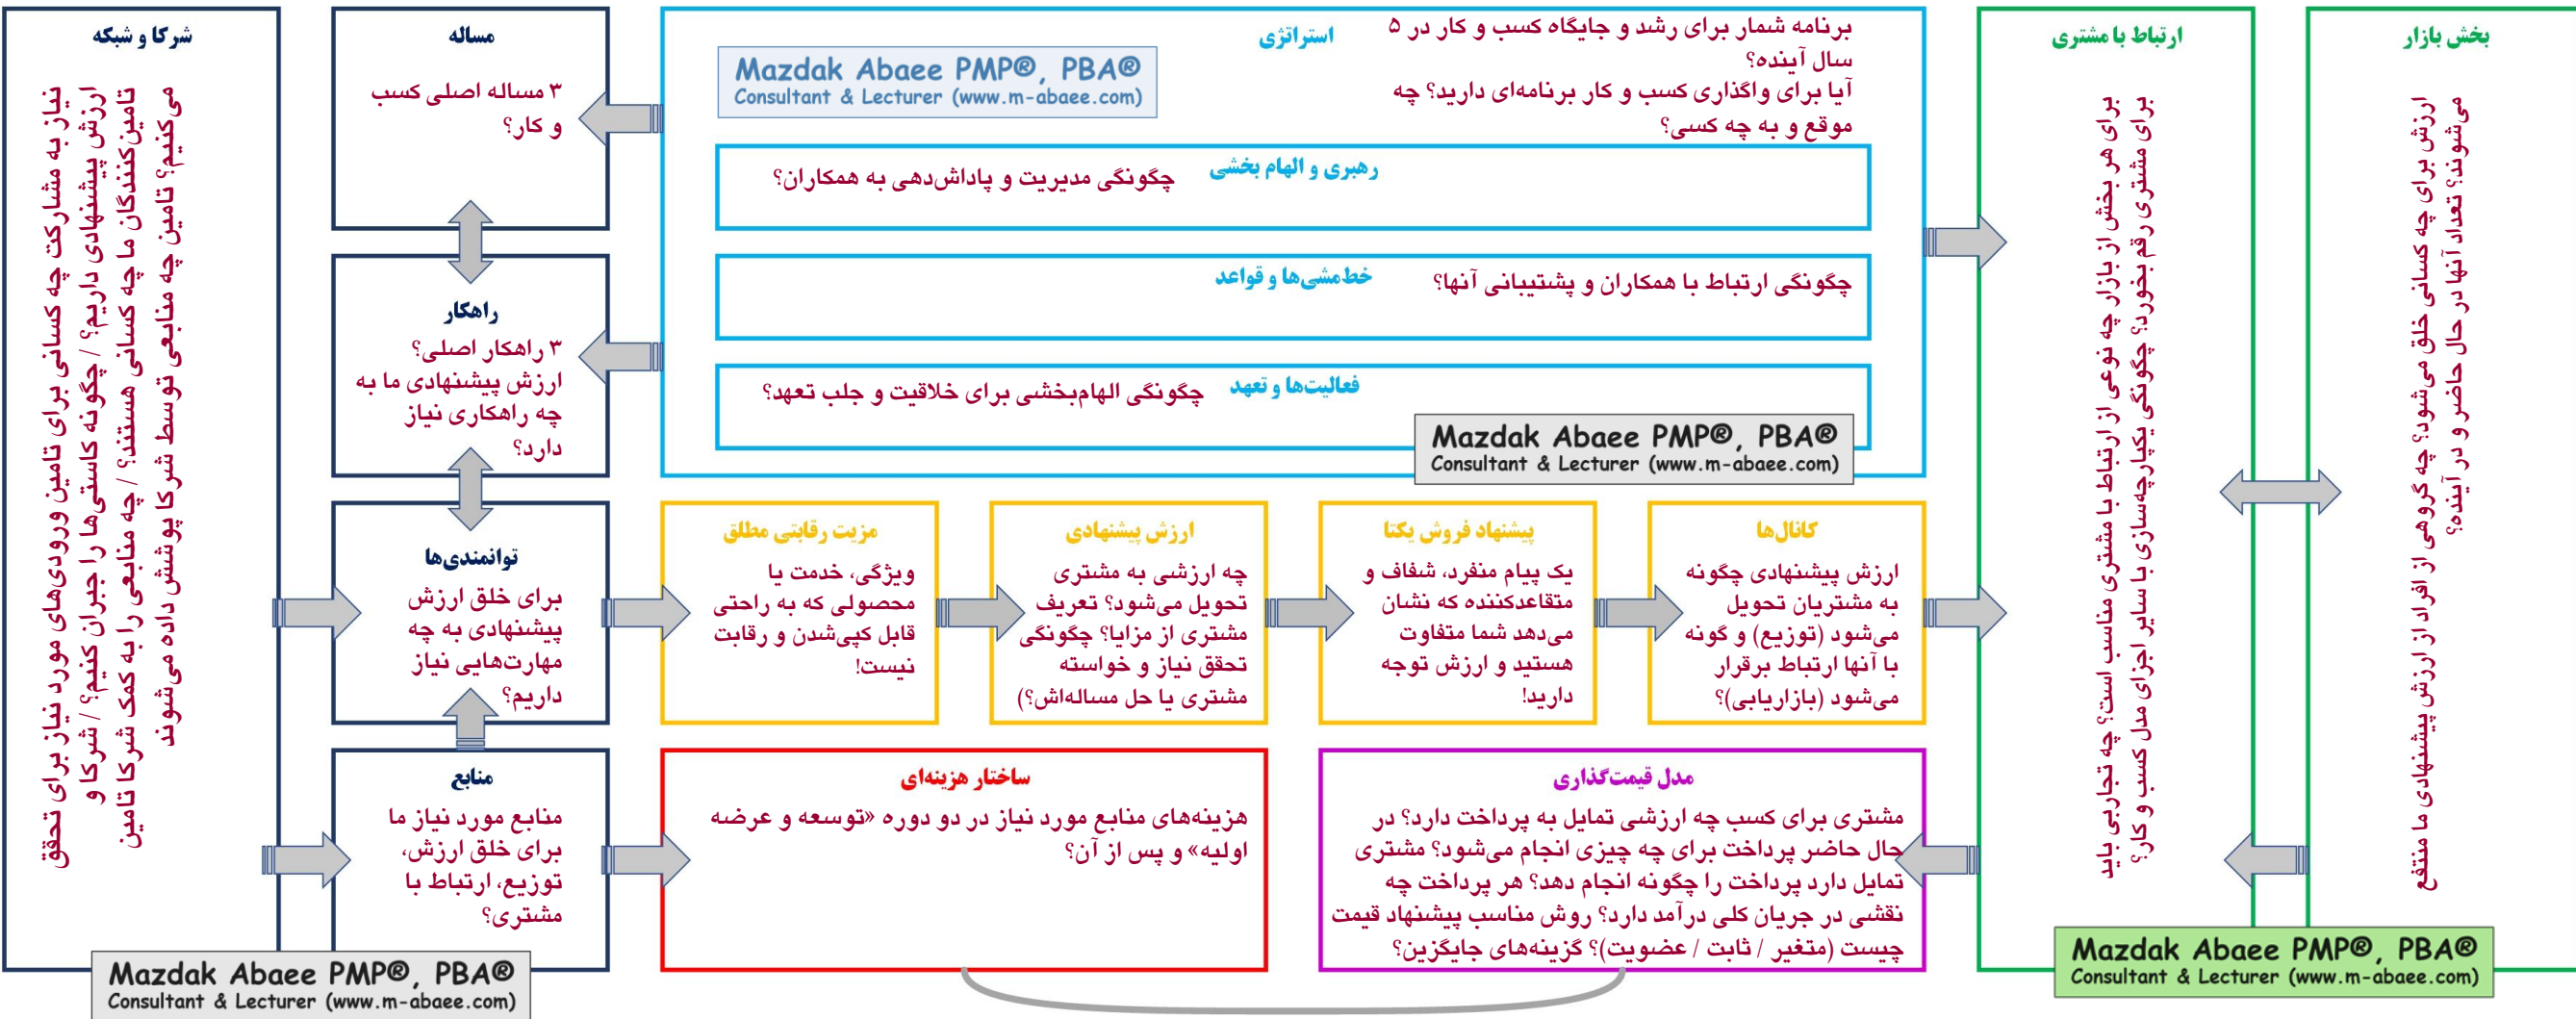 بخش بازار
ارزش برای چه کسانی خلق می‌شود؟ چه گروهی از افراد از ارزش پیشنهادی ما منتفع
می‌شوند؟ تعداد آنها در حال حاضر و در آینده؟
ارتباط با مشتری
برای هر بخش از بازار چه نوعی از ارتباط با مشتری مناسب است؟ چه تجاربی باید
برای مشتری رقم بخورد؟ چگونگی یکپارچه‌سازی با سایر اجزای مدل کسب و کار؟
استراتژی
برنامه شمار برای رشد و جایگاه کسب و کار در ۵
سال آینده؟
آیا برای واگذاری کسب و کار برنامه‌ای دارید؟ چه
موقع و به چه کسی؟
Mazdak Abaee PMP®, PBA®
Consultant & Lecturer (www.m-abaee.com)
رهبری و الهام بخشی
چگونگی مدیریت و پاداش‌دهی به همکاران؟
خط‌مشی‌ها و قواعد
چگونگی ارتباط با همکاران و پشتیبانی آنها؟
فعالیت‌ها و تعهد
چگونگی الهام‌بخشی برای خلاقیت و جلب تعهد؟
Mazdak Abaee PMP®, PBA®
Consultant & Lecturer (www.m-abaee.com)
مساله
۳ مساله اصلی کسب
و کار؟
راهکار
۳ راهکار اصلی؟
ارزش پیشنهادی ما به
چه راهکاری نیاز
دارد؟
شرکا و شبکه
نیاز به مشارکت چه کسانی برای تامین ورودی‌های مورد نیاز برای تحقق
ارزش پیشنهادی داریم؟ / چگونه کاستی‌ها را جبران کنیم؟ / شرکا و
تامین‌کنندگان ما چه کسانی هستند؟ / چه منابعی را به کمک شرکا تامین
می‌کنیم؟ تامین چه منابعی توسط شرکا پوشش داده می‌شوند
کانال‌ها
ارزش پیشنهادی چگونه
به مشتریان تحویل
می‌شود (توزیع) و گونه
با آنها ارتباط برقرار
می‌شود (بازاریابی)؟
پیشنهاد فروش یکتا
یک پیام منفرد، شفاف و
متقاعدکننده که نشان
می‌دهد شما متفاوت
هستید و ارزش توجه
دارید!
ارزش پیشنهادی
چه ارزشی به مشتری
تحویل می‌شود؟ تعریف
مشتری از مزایا؟ چگونگی
تحقق نیاز و خواسته
مشتری یا حل مساله‌اش؟)
مزیت رقابتی مطلق
ویژگی، خدمت یا
محصولی که به راحتی
قابل کپی‌شدن و رقابت
نیست!
توانمندی‌ها
برای خلق ارزش
پیشنهادی به چه
مهارت‌هایی نیاز
داریم؟
مدل قیمت‌گذاری
مشتری برای کسب چه ارزشی تمایل به پرداخت دارد؟ در
حال حاضر پرداخت برای چه چیزی انجام می‌شود؟ مشتری
تمایل دارد پرداخت را چگونه انجام دهد؟ هر پرداخت چه
نقشی در جریان کلی درآمد دارد؟ روش مناسب پیشنهاد قیمت
چیست (متغیر / ثابت / عضویت)؟ گزینه‌های جایگزین؟
ساختار هزینه‌ای
هزینه‌های منابع مورد نیاز در دو دوره «توسعه و عرضه
اولیه» و پس از آن؟
منابع
منابع مورد نیاز ما
برای خلق ارزش،
توزیع، ارتباط با
مشتری؟
Mazdak Abaee PMP®, PBA®
Consultant & Lecturer (www.m-abaee.com)
Mazdak Abaee PMP®, PBA®
Consultant & Lecturer (www.m-abaee.com)